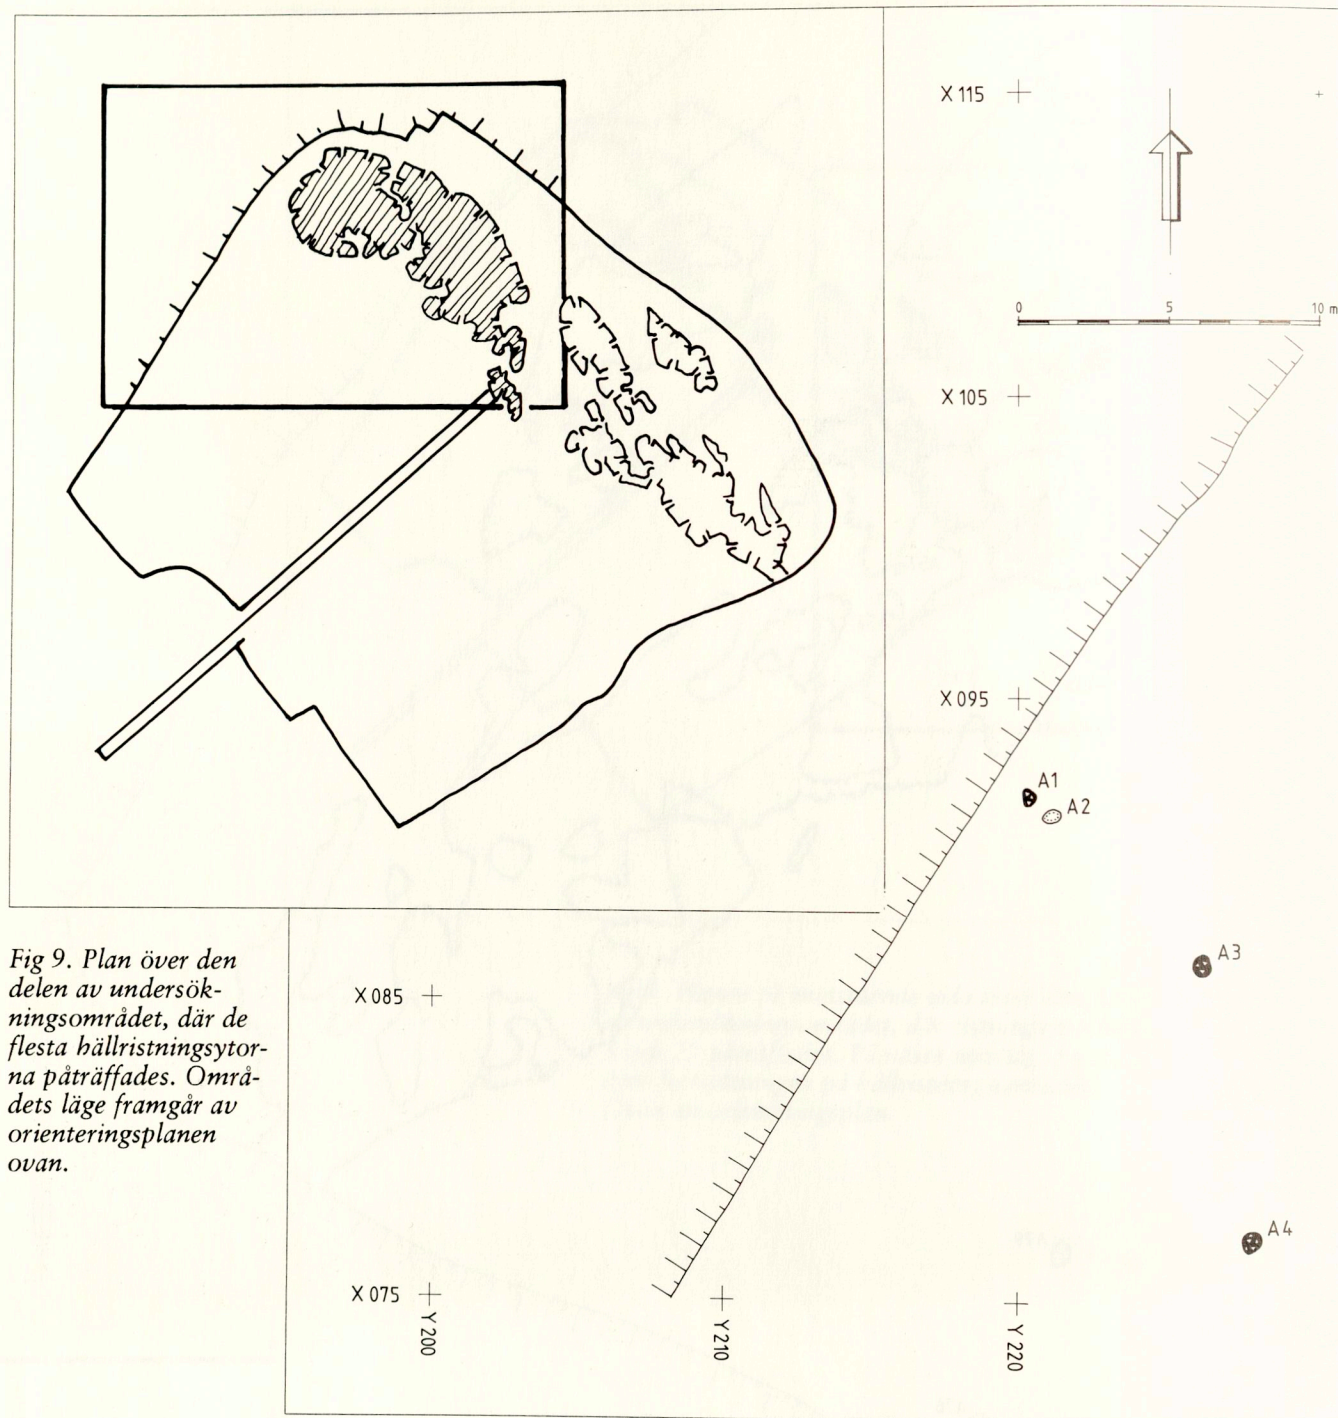 X 115
0 5 10 m
X 105
X 095
A1
A2
Fig 9. Plan över den
delen av undersök-
ningsområdet, där de
flesta hällristningsytor-
na påträffades. Områ-
dets läge framgår av
orienteringsplanen
ovan.
A3
X 085
A4
X 075
Y 200
Y 210
Y 220